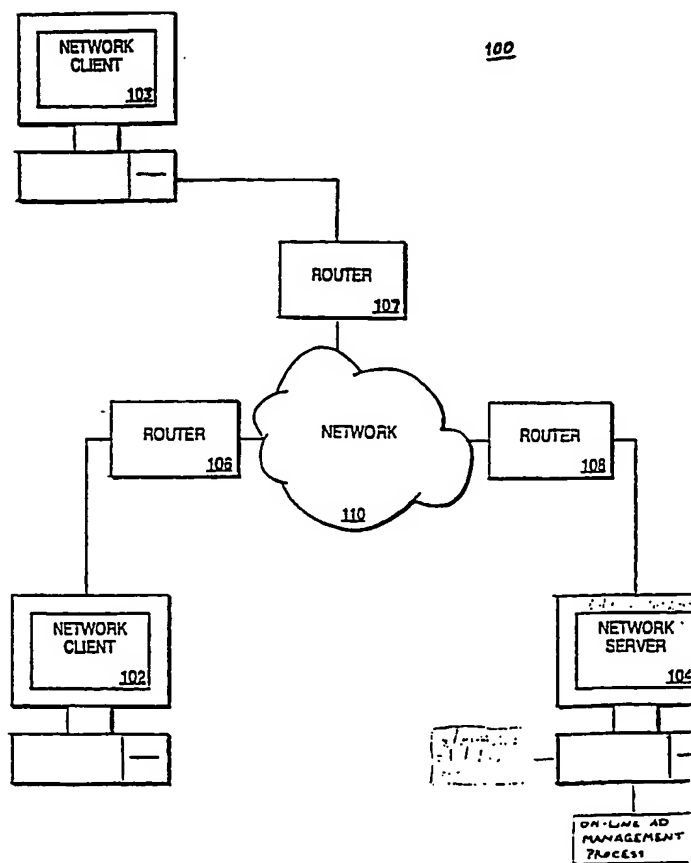 NETWORK
CLIENT
103
100
ROUTER
107
ROUTER
106
NETWORK
110
ROUTER
108
NETWORK
CLIENT
102
NETWORK
SERVER
104
ON-LINE AD
MANAGEMENT
PROCESS